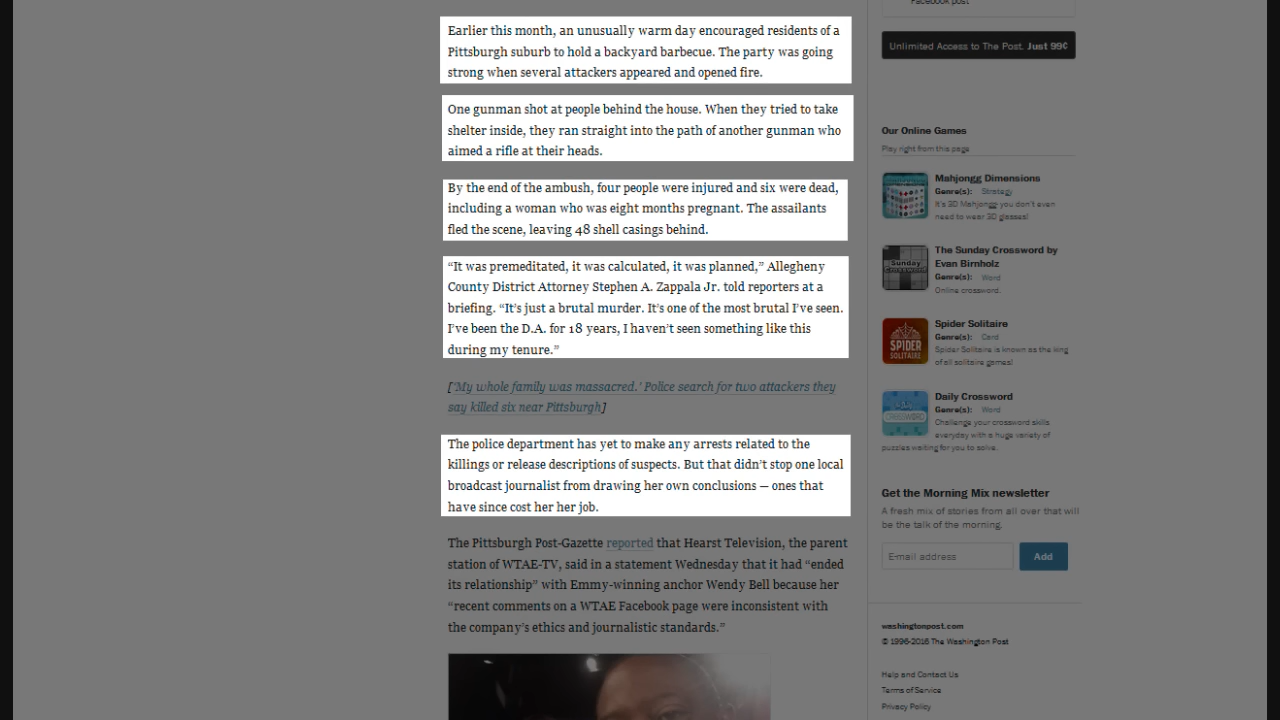 Earlier this month, an unusually warm day encouraged residents of a
Pittsburgh suburb to hold a backyard barbecue. The party was going
strong when several attackers appeared and opened fire.
One gunman shot at people behind the house. When they tried to take
shelter inside, they ran straight into the path of another gunman who
aimed a rifle at their heads.
By the end of the ambush, four people were injured and six were dead,
including a woman who was eight months pregnant. The assailants
fled the scene, leaving 48 shell casings behind.
“It was premeditated, it was calculated, it was planned,” Allegheny
County District Attorney Stephen A. Zappala Jr. told reporters at a
briefing. “It’s just a brutal murder. It’s one of the most brutal I’ve seen.
I’ve been the D.A. for 18 years, I haven’t seen something like this
during my tenure.”
[‘My whole family was massacred.’ Police search for two attackers they
say killed six near Pittsburgh]
The police department has yet to make any arrests related to the
killings or release descriptions of suspects. But that didn’t stop one local
broadcast journalist from drawing her own conclusions — ones that
have since cost her her job.
The Pittsburgh Post-Gazette reported that Hearst Television, the parent
station of WTAE-TV, said in a statement Wednesday that it had “ended
its relationship” with Emmy-winning anchor Wendy Bell because her
“recent comments on a WTAE Facebook page were inconsistent with
the company’s ethics and journalistic standards.”
Facebook post
Unlimited Access to The Post. Just 99¢
Our Online Games
Play right from this page
Mahjongg Dimensions
Genre(s): Strategy
It's 3D Mahjongg you don't even
need to wear 3D glasses!
Sunday
Crossword
The Sunday Crossword by
Evan Birnholz
Genre(s): Word
Online crossword.
SPIDER
SOLITAIRE
Spider Solitaire
Genre(s): Card
Spider Solitaire is known as the king
of all solitaire games!
Daily Crossword
Genre(s): Word
Challenge your crossword skills
everyday with a huge variety of
puzzles waiting for you to solve.
Get the Morning Mix newsletter
A fresh mix of stories from all over that will
be the talk of the morning.
E-mail address
Add
washingtonpost.com
© 1996-2016 The Washington Post
Help and Contact Us
Terms of Service
Privacy Policy